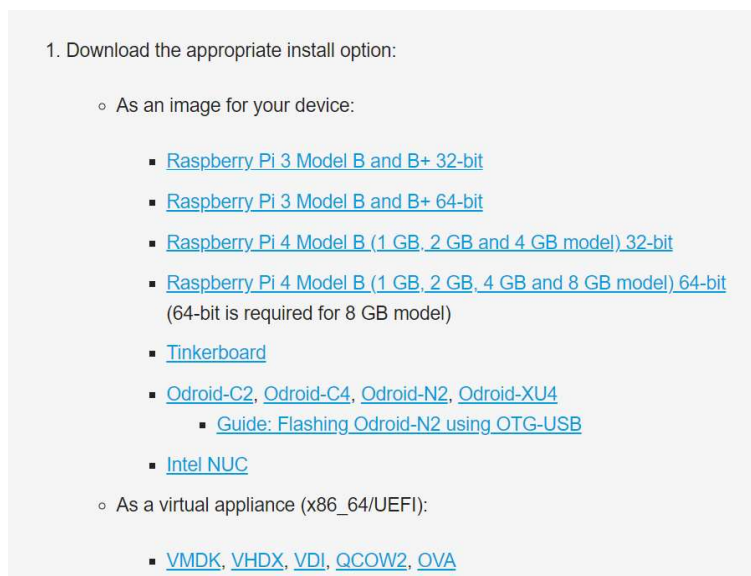 1. Download the appropriate install option:
As an image for your device:
Raspberry Pi 3 Model B and B+ 32-bit
Raspberry Pi 3 Model B and B+ 64-bit
Raspberry Pi 4 Model B (1 GB, 2 GB and 4 GB model) 32-bit
Raspberry Pi 4 Model B (1 GB, 2 GB, 4 GB and 8 GB model) 64-bit
(64-bit is required for 8 GB model)
Tinkerboard
Odroid-C2, Odroid-C4, Odroid-N2, Odroid-XU4
Guide: Flashing Odroid-N2 using OTG-USB
Intel NUC
As a virtual appliance (x86_64/UEFI):
VMDK, VHDX, VDI, QCOW2, OVA